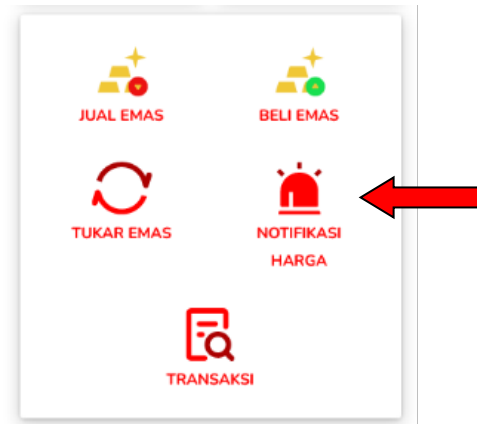 JUAL EMAS
BELI EMAS
TUKAR EMAS
NOTIFIKASI
HARGA
TRANSAKSI